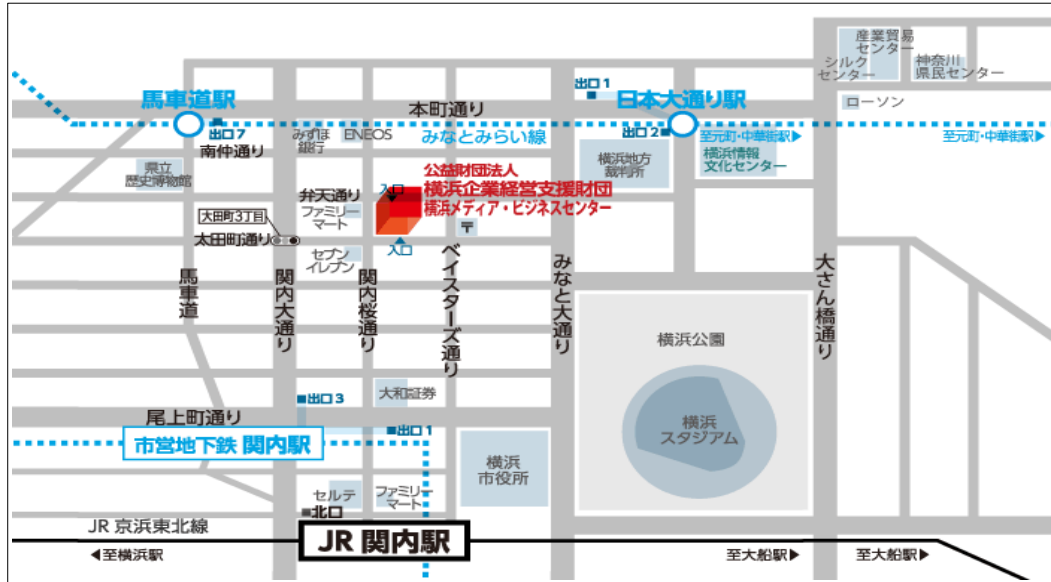 産業貿易
センター
シルク
センター
神奈川
県民センター
出口1
馬車道駅
本町通り
日本大通り駅
ローソン
出口7
みずほ
銀行
ENEOS
みなとみらい線
出口2
至元町・中華街駅▶
至元町・中華街駅▶
南仲通り
横浜地方
裁判所
横浜情報
文化センター
県立
歴史博物館
公益財団法人
横浜企業経営支援財団
横浜メディア・ビジネスセンター
弁天通り
入口
ファミリー
マート
大田町3丁目
太田町通り
〒
入口
セブン
イレブン
馬車道
関内大通り
関内桜通り
ベイスターズ通り
みなと大通り
大さん橋通り
横浜公園
横浜
スタジアム
大和証券
出口3
尾上町通り
出口1
市営地下鉄 関内駅
横浜
市役所
セルテ
ファミリー
マート
北口
JR 京浜東北線
JR 関内駅
◀至横浜駅
至大船駅▶
至大船駅▶